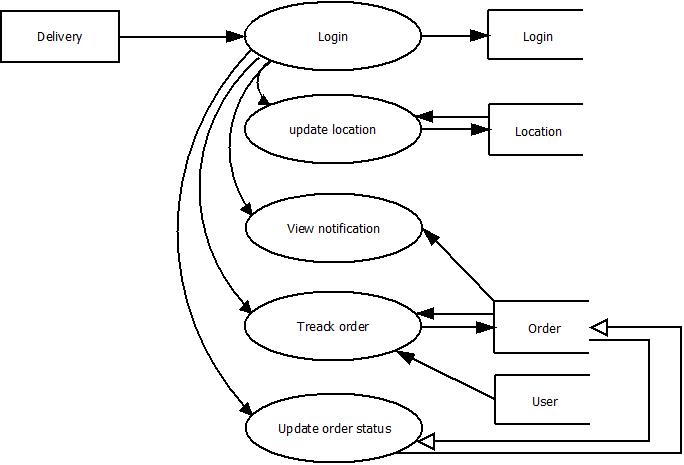 Delivery
Login
Login
update location
Location
View notification
Treack order
Order
User
Update order status